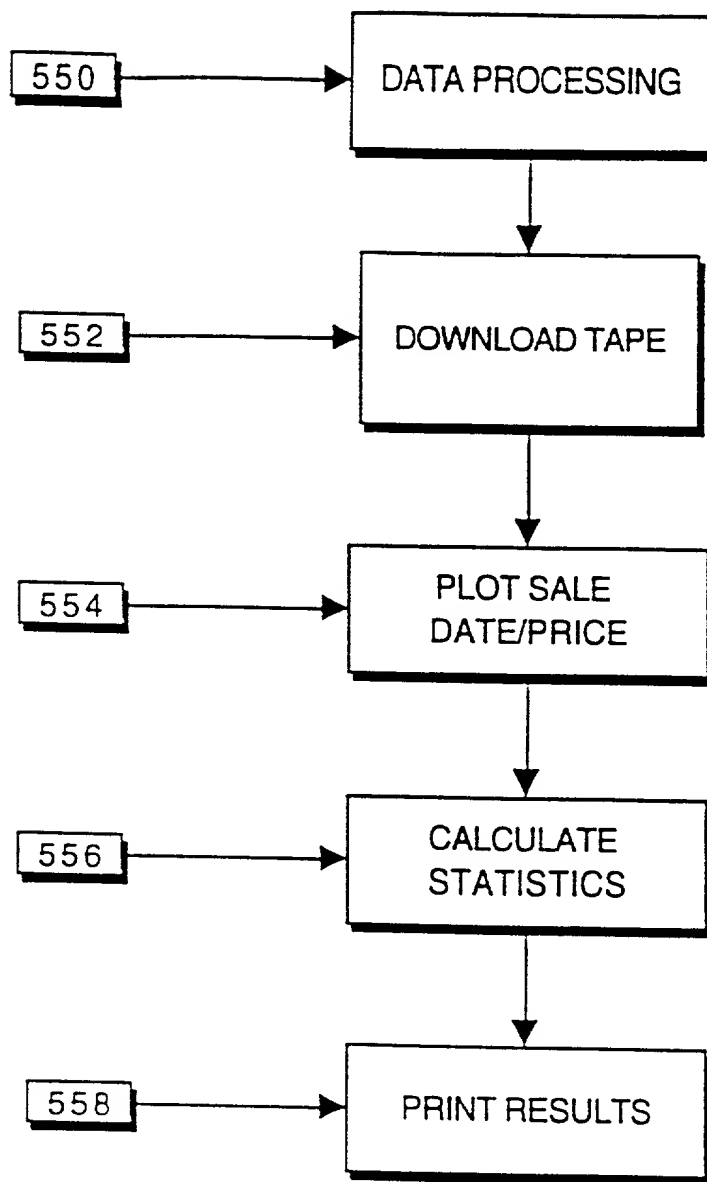 550
DATA PROCESSING
552
DOWNLOAD TAPE
554
PLOT SALE
DATE/PRICE
556
CALCULATE
STATISTICS
558
PRINT RESULTS